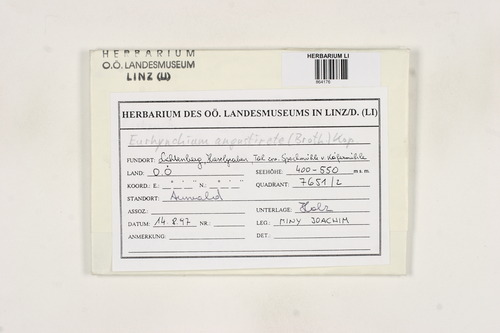 HERBARIUM
O.Ö. LANDESMUSEUM
LINZ (LI)
HERBARIUM LI
HERBARIUM DES OÖ. LANDESMUSEUMS IN LINZ/D. (LI)
Eurhynchium angustirete (Broth.) Kop.
FUNDORT: Lichtenberg, Haselgraben Tal zw. Speichmühle u.
LAND: O.Ö SEEHÖHE: 400-550 m s.m.
KOORD.: E.: ° ' " N.: ° ' " QUADRANT: 7651/2
STANDORT: Auwald
ASSOZ.: UNTERLAGE: Holz
DATUM: 14.8.97 NR.: LEG.: MINY JOACHIM
ANMERKUNG: DET.: